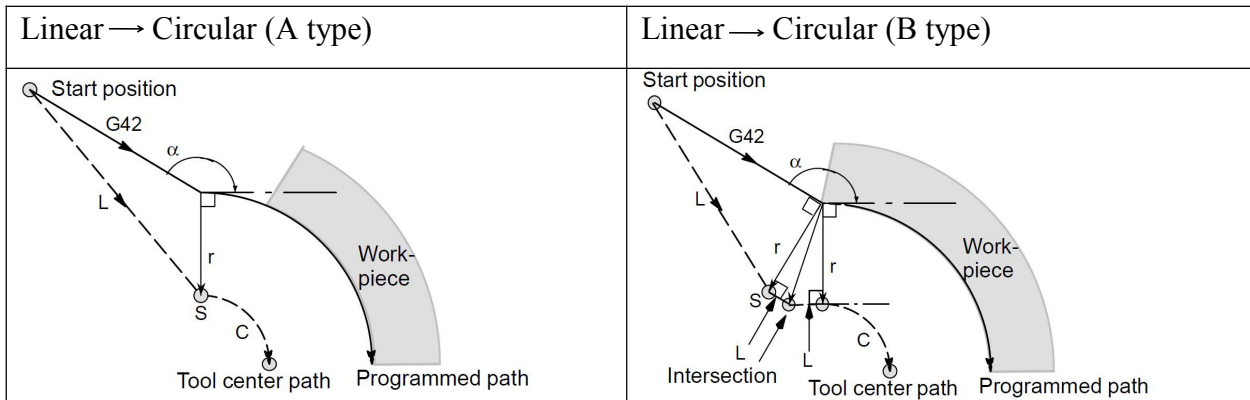 Linear → Circular (A type)
Start position
G42
α
L
r
Work-
piece
S
C
Tool center path
Programmed path
Linear → Circular (B type)
Start position
G42
α
L
r
r
Work-
piece
S
L
L
C
Intersection
Tool center path
Programmed path